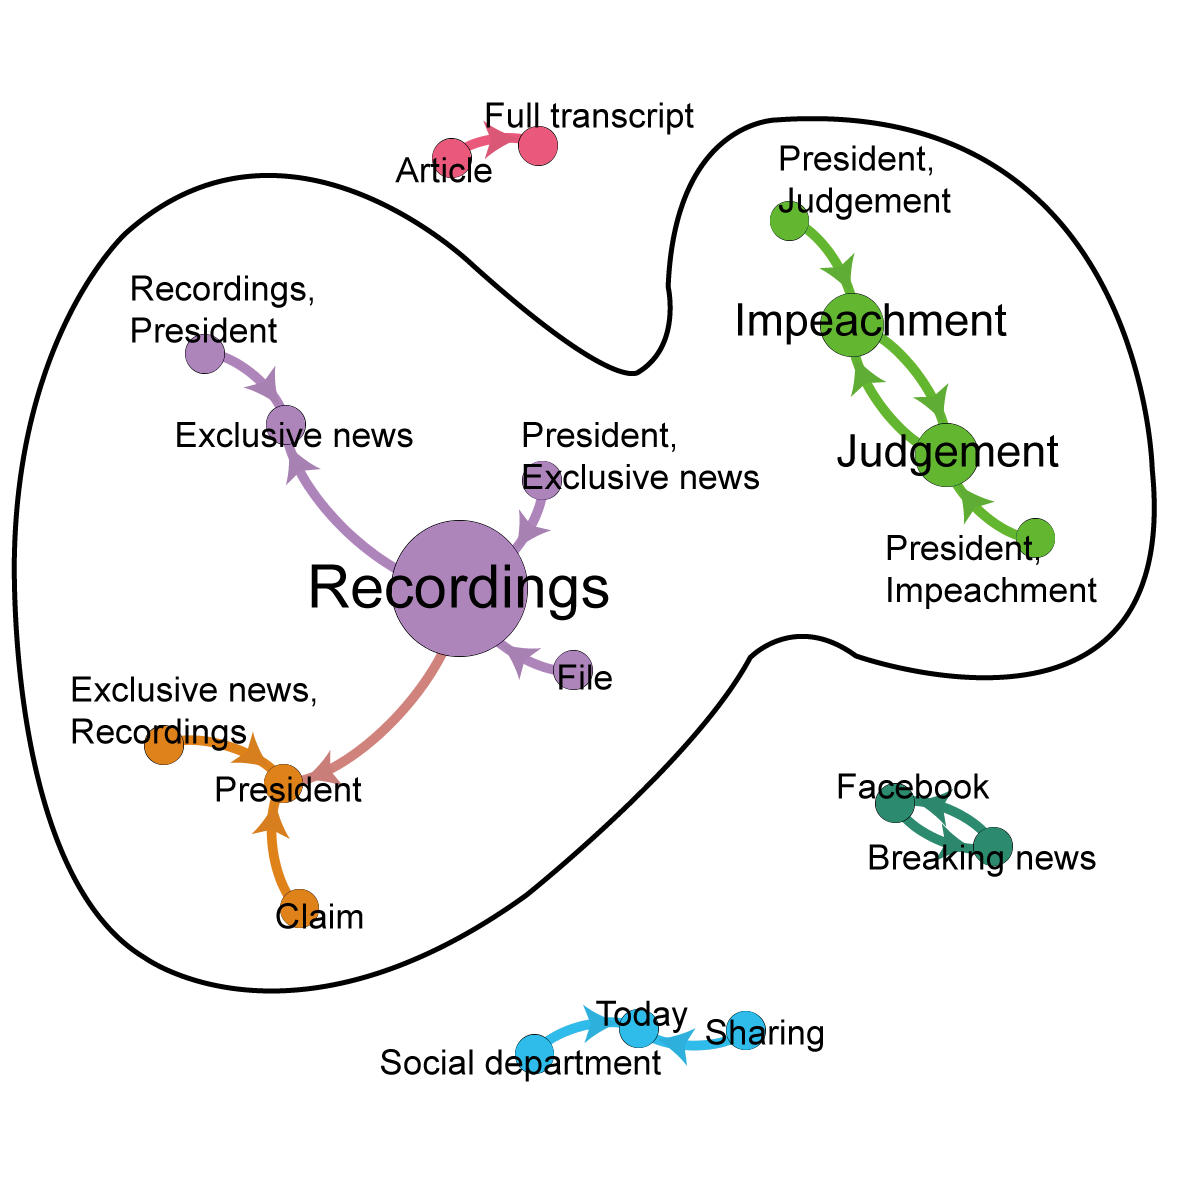 Full transcript
Article
President,
Judgement
Impeachment
Judgement
President,
Impeachment
Recordings,
President
Exclusive news
President,
Exclusive news
Recordings
File
Exclusive news,
Recordings
President
Claim
Facebook
Breaking news
Today
Sharing
Social department